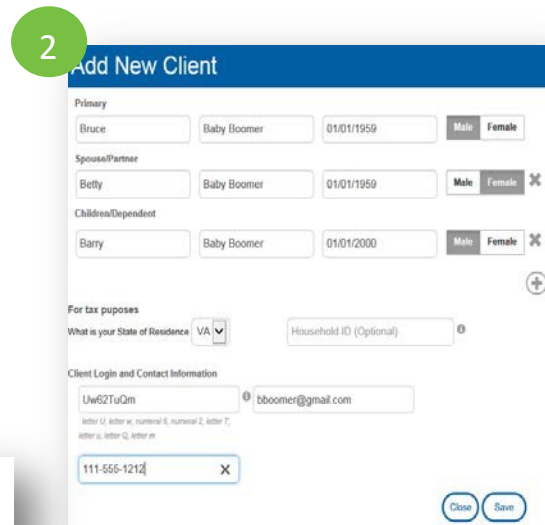 2
Add New Client
Primary
Bruce Baby Boomer 01/01/1959 Male Female
Spouse/Partner
Betty Baby Boomer 01/01/1959 Male Female
Children/Dependent
Barry Baby Boomer 01/01/2000 Male Female
For tax puposes
What is your State of Residence VA Household ID (Optional)
Client Login and Contact Information
Uw62TuQm bboomer@gmail.com
letter U, letter w, numeral 6, numeral 2, letter T,
letter u, letter Q, letter m
111-555-1212 X
Close Save